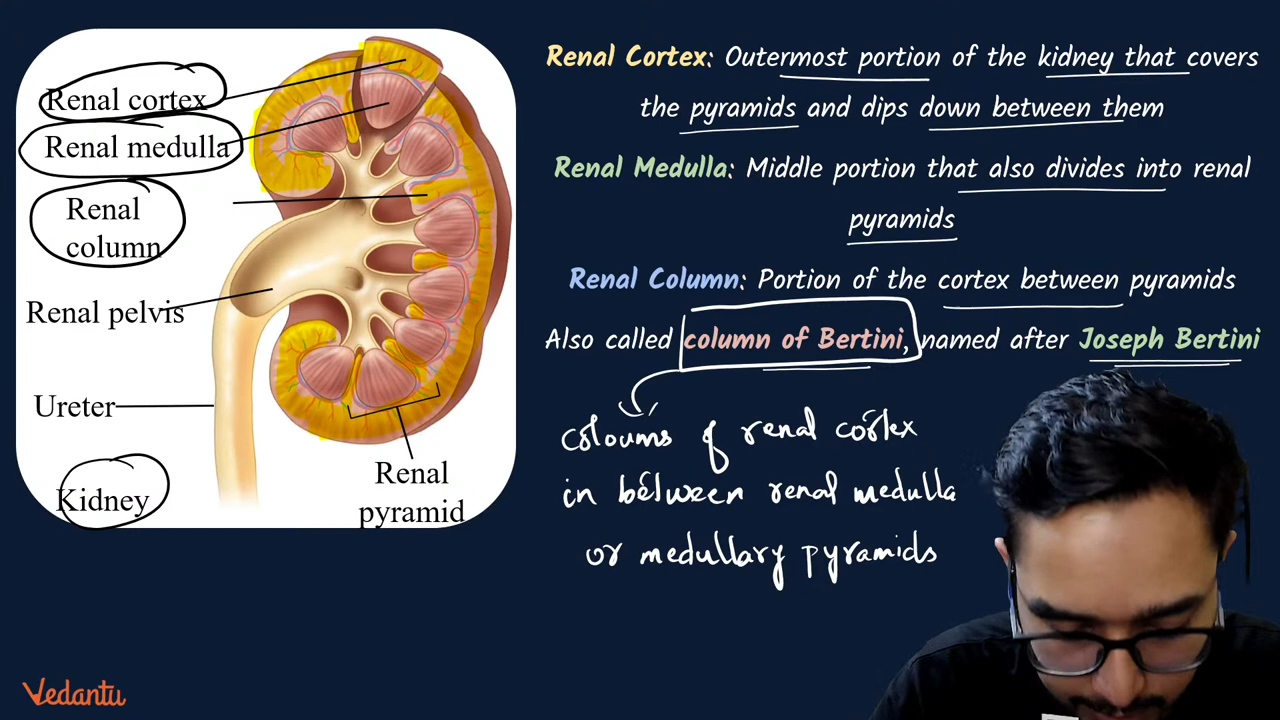 Renal cortex
Renal medulla
Renal
column
Renal pelvis
Ureter
Kidney
Renal
pyramid
Renal Cortex: Outermost portion of the kidney that covers
the pyramids and dips down between them
Renal Medulla: Middle portion that also divides into renal
pyramids
Renal Column: Portion of the cortex between pyramids
Also called column of Bertini, named after Joseph Bertini
coloums of renal cortex
in between renal medulla
or medullary pyramids
Vedantu